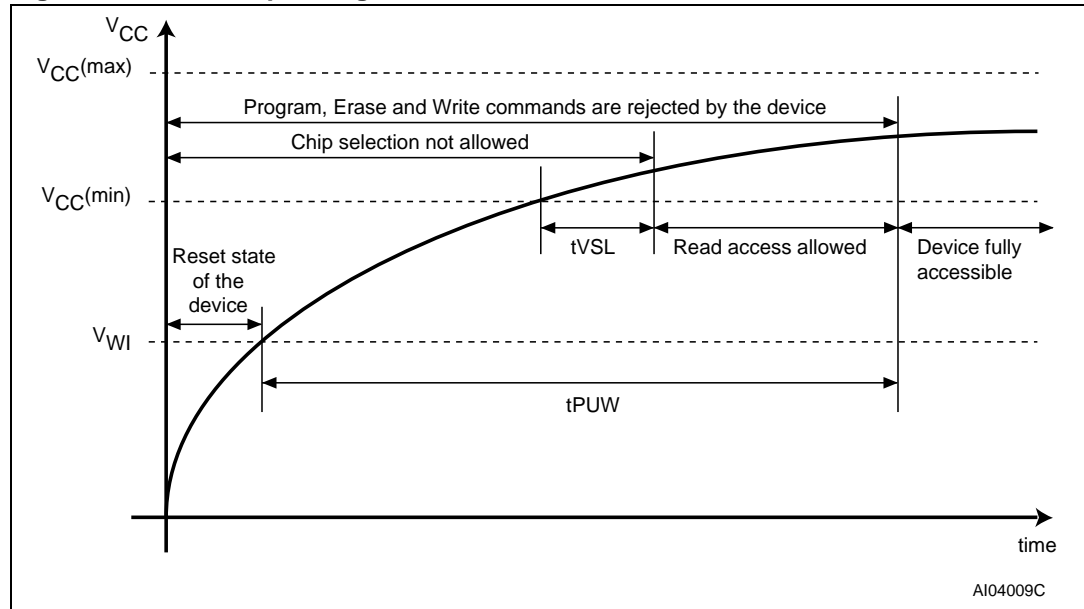 VCC
VCC(max)
Program, Erase and Write commands are rejected by the device
Chip selection not allowed
VCC(min)
tVSL
Read access allowed
Device fully
accessible
Reset state
of the
device
VWI
tPUW
time
AI04009C